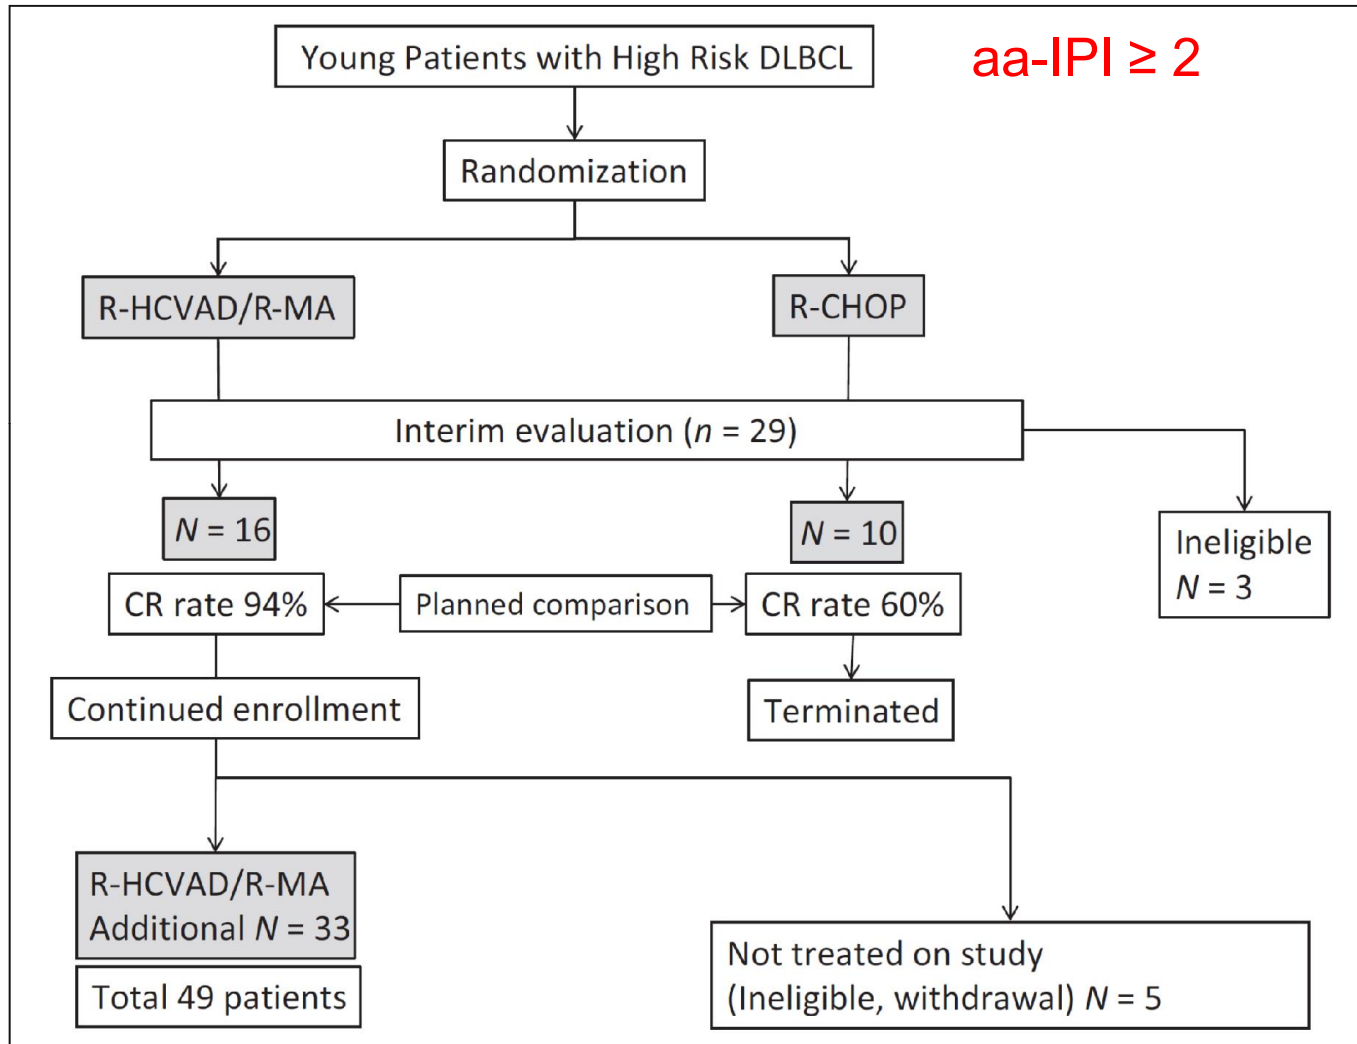 Young Patients with High Risk DLBCL
aa-IPI ≥ 2
Randomization
R-HCVAD/R-MA
R-CHOP
Interim evaluation (n = 29)
N = 16
N = 10
Ineligible
N = 3
CR rate 94%
Planned comparison
CR rate 60%
Continued enrollment
Terminated
R-HCVAD/R-MA
Additional N = 33
Total 49 patients
Not treated on study
(Ineligible, withdrawal) N = 5